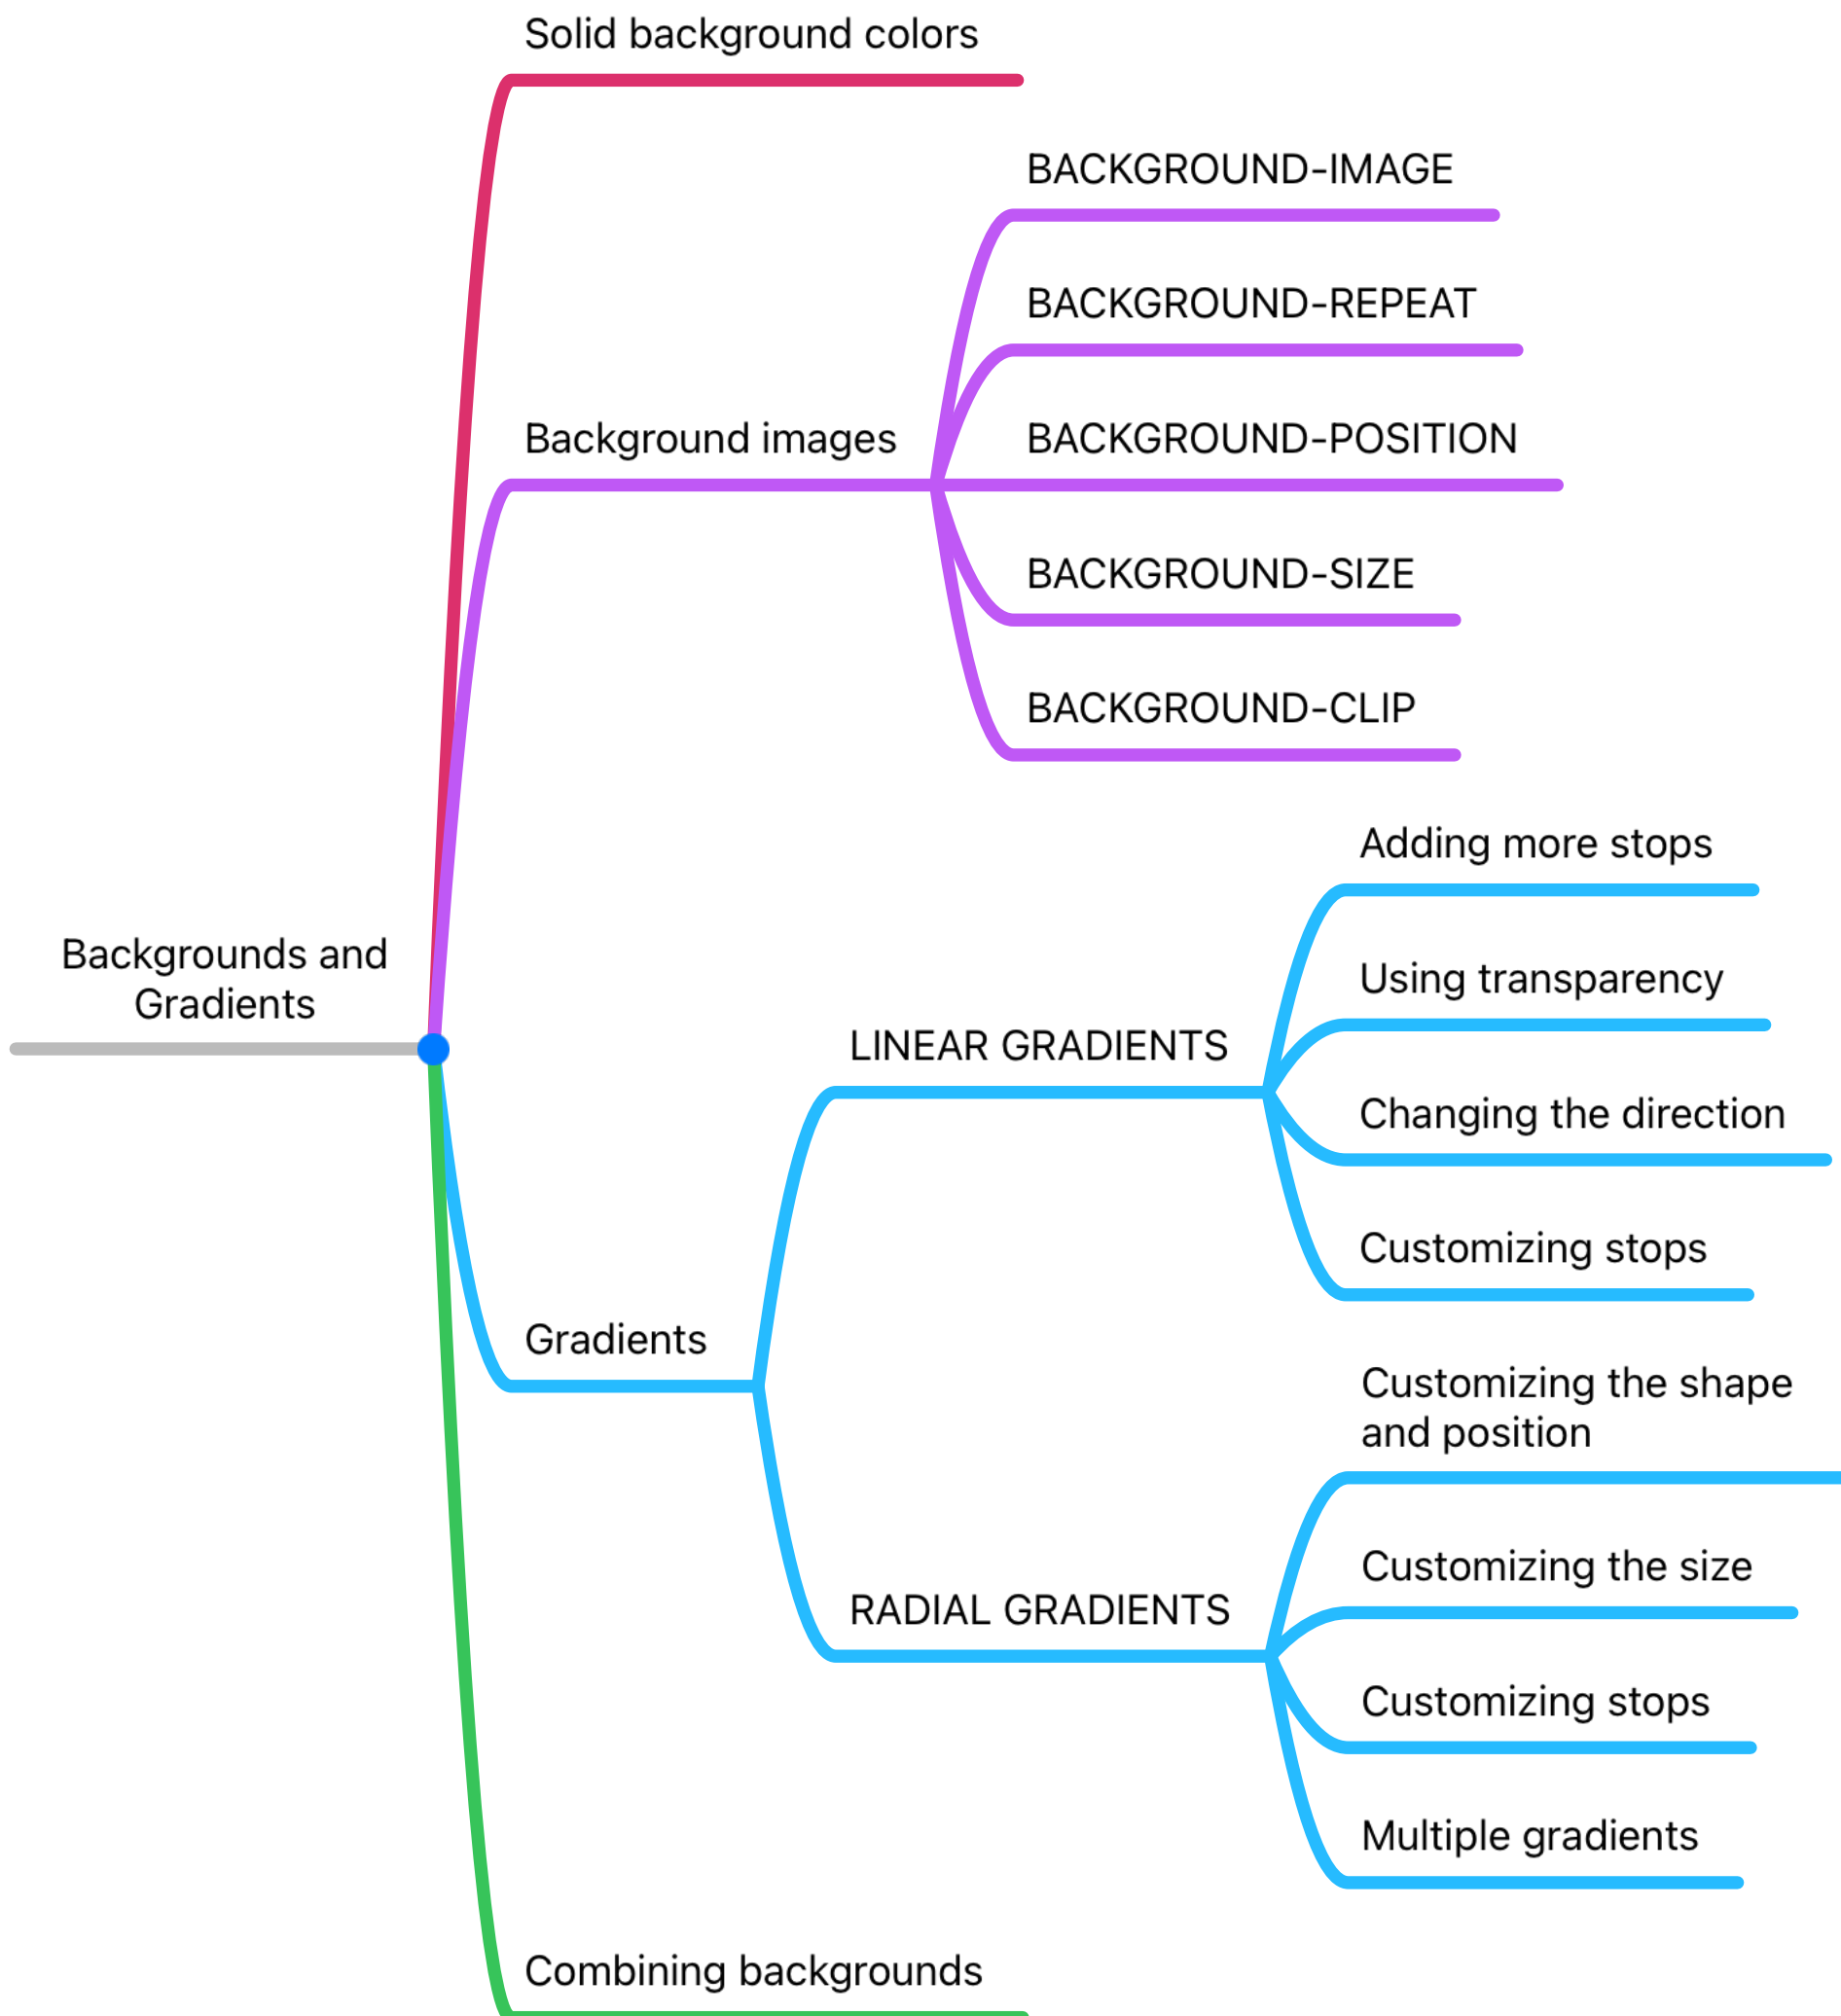 Solid background colors
BACKGROUND-IMAGE
BACKGROUND-REPEAT
Background images
BACKGROUND-POSITION
BACKGROUND-SIZE
BACKGROUND-CLIP
Backgrounds and
Gradients
Adding more stops
Using transparency
LINEAR GRADIENTS
Changing the direction
Customizing stops
Gradients
Customizing the shape
and position
Customizing the size
RADIAL GRADIENTS
Customizing stops
Multiple gradients
Combining backgrounds